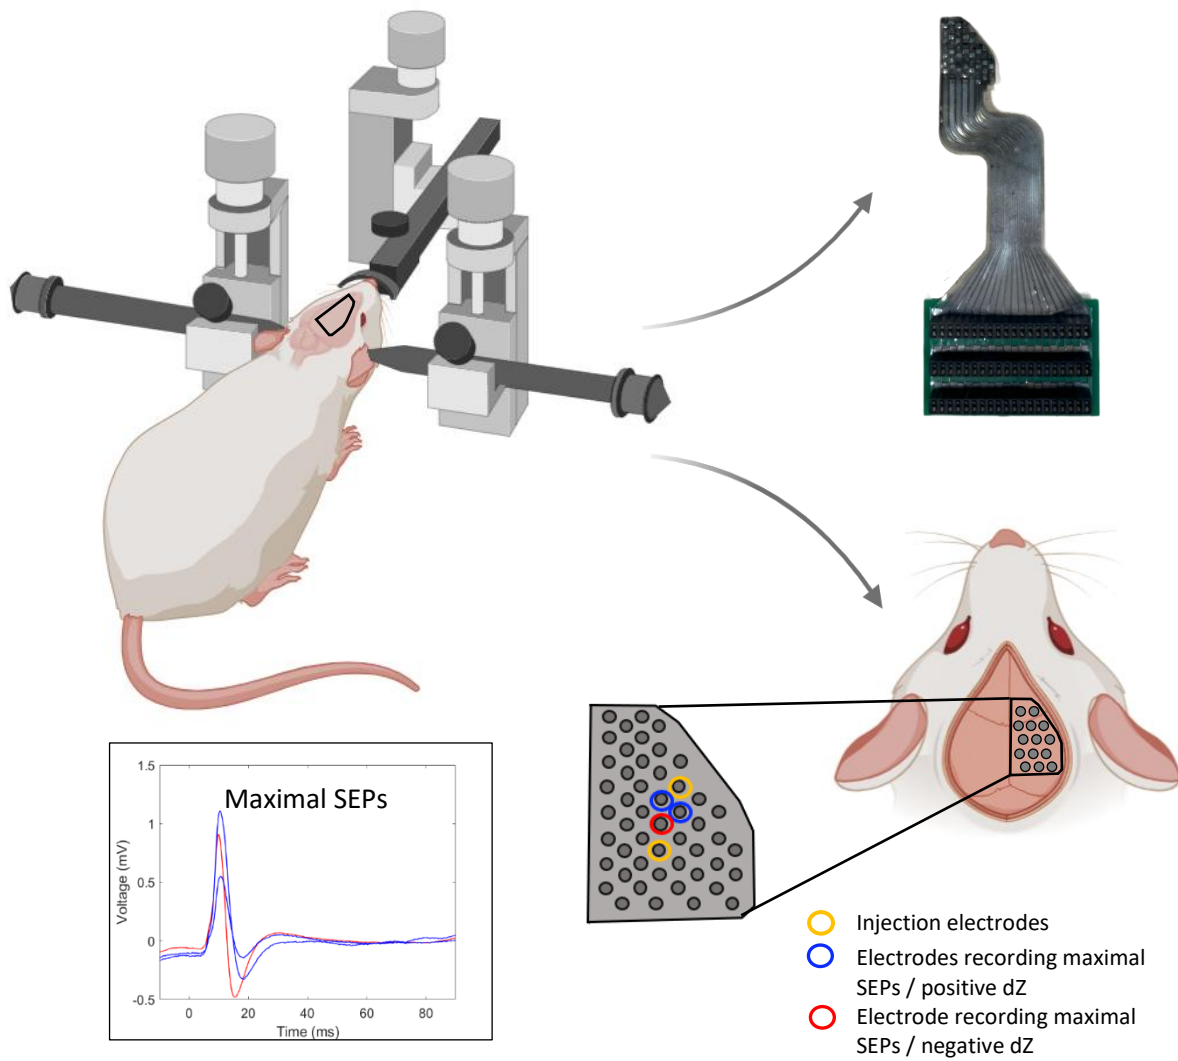 Maximal SEPs
Voltage (mV)
1.5
1
0.5
0
-0.5
0
20
40
60
80
Time (ms)
Injection electrodes
Electrodes recording maximal
SEPs / positive dZ
Electrode recording maximal
SEPs / negative dZ